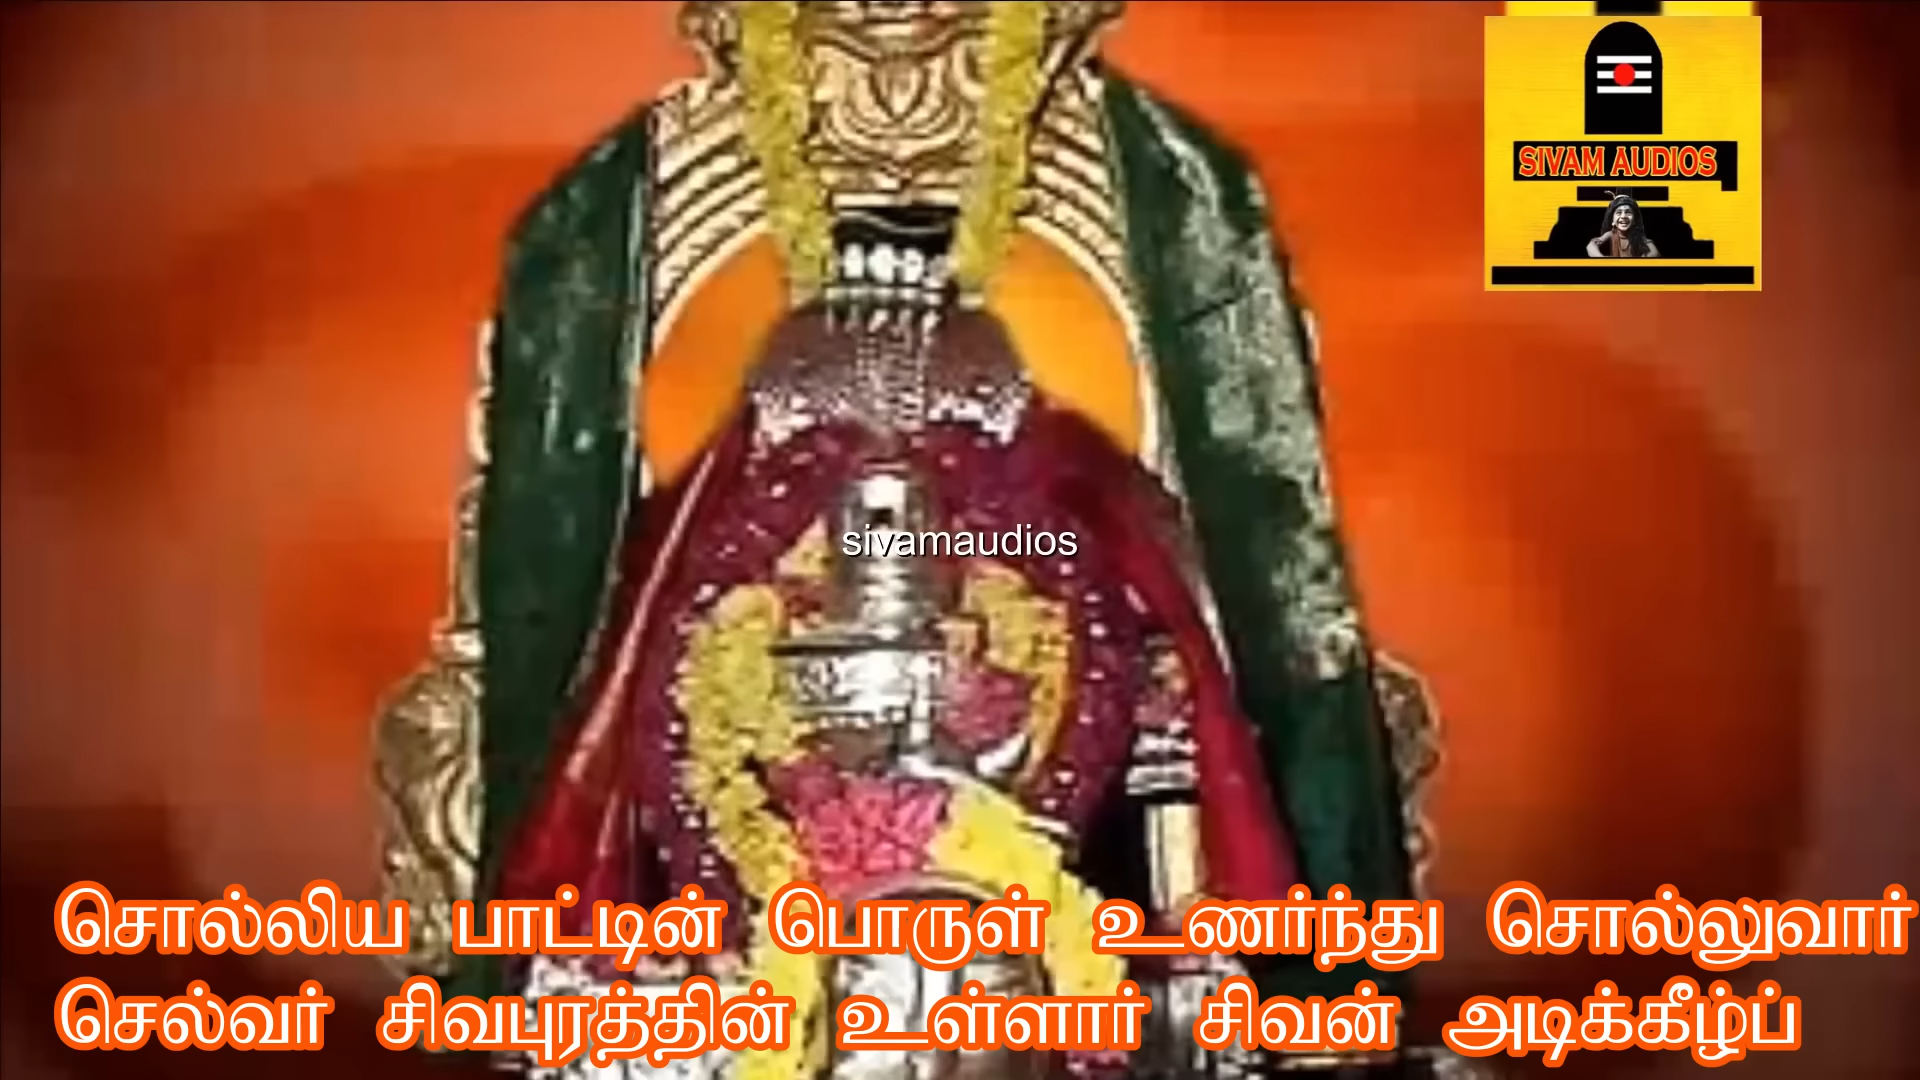 SIVAM AUDIOS
sivamaudios
சொல்லிய பாட்டின் பொருள் உணர்ந்து சொல்லுவார்
செல்வர் சிவபுரத்தின் உள்ளார் சிவன் அடிக்கீழ்ப்